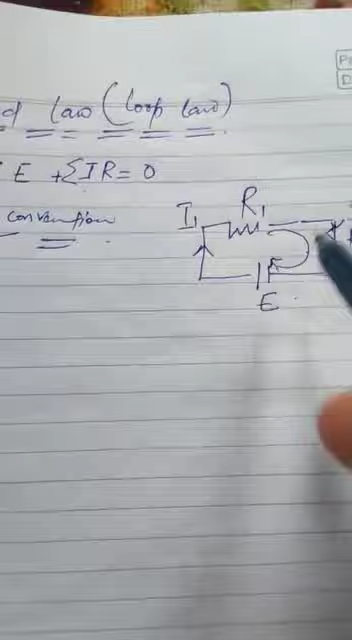 d law (loop law)
E + ΣIR = 0
convention
I₁ R₁
E